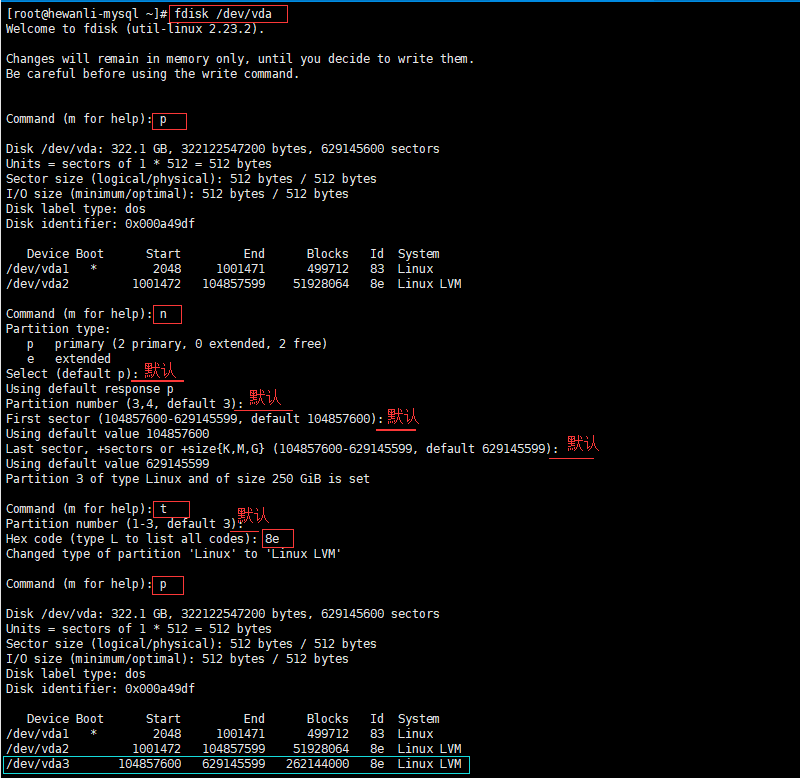 [root@hewanli-mysql ~]# fdisk /dev/vda
Welcome to fdisk (util-linux 2.23.2).

Changes will remain in memory only, until you decide to write them.
Be careful before using the write command.


Command (m for help): p

Disk /dev/vda: 322.1 GB, 322122547200 bytes, 629145600 sectors
Units = sectors of 1 * 512 = 512 bytes
Sector size (logical/physical): 512 bytes / 512 bytes
I/O size (minimum/optimal): 512 bytes / 512 bytes
Disk label type: dos
Disk identifier: 0x000a49df

   Device Boot      Start         End      Blocks   Id  System
/dev/vda1   *        2048     1001471      499712   83  Linux
/dev/vda2         1001472   104857599    51928064   8e  Linux LVM

Command (m for help): n
Partition type:
   p   primary (2 primary, 0 extended, 2 free)
   e   extended
Select (default p): 默认
Using default response p
Partition number (3,4, default 3): 默认
First sector (104857600-629145599, default 104857600): 默认
Using default value 104857600
Last sector, +sectors or +size{K,M,G} (104857600-629145599, default 629145599): 默认
Using default value 629145599
Partition 3 of type Linux and of size 250 GiB is set

Command (m for help): t
Partition number (1-3, default 3): 默认
Hex code (type L to list all codes): 8e
Changed type of partition 'Linux' to 'Linux LVM'

Command (m for help): p

Disk /dev/vda: 322.1 GB, 322122547200 bytes, 629145600 sectors
Units = sectors of 1 * 512 = 512 bytes
Sector size (logical/physical): 512 bytes / 512 bytes
I/O size (minimum/optimal): 512 bytes / 512 bytes
Disk label type: dos
Disk identifier: 0x000a49df

   Device Boot      Start         End      Blocks   Id  System
/dev/vda1   *        2048     1001471      499712   83  Linux
/dev/vda2         1001472   104857599    51928064   8e  Linux LVM
/dev/vda3       104857600   629145599   262144000   8e  Linux LVM